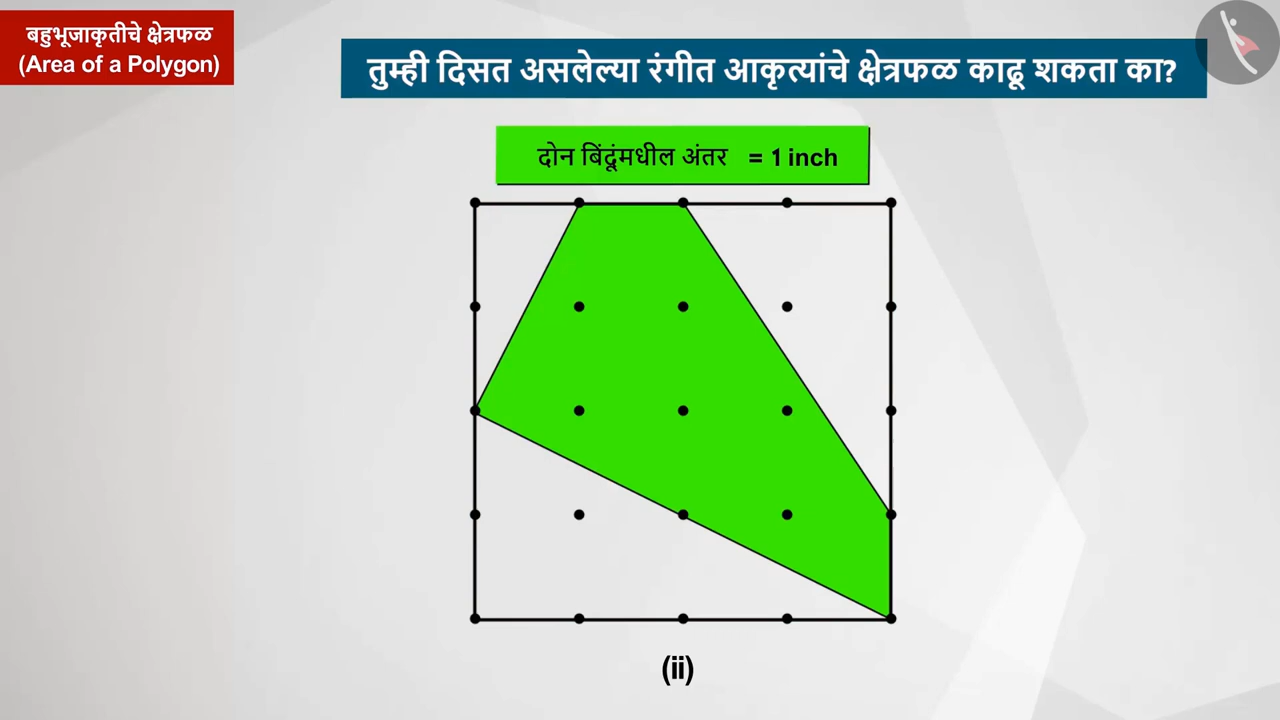 बहुभूजाकृतीचे क्षेत्रफळ
(Area of a Polygon)
तुम्ही दिसत असलेल्या रंगीत आकृत्यांचे क्षेत्रफळ काढू शकता का?
दोन बिंदूंमधील अंतर = 1 inch
(ii)